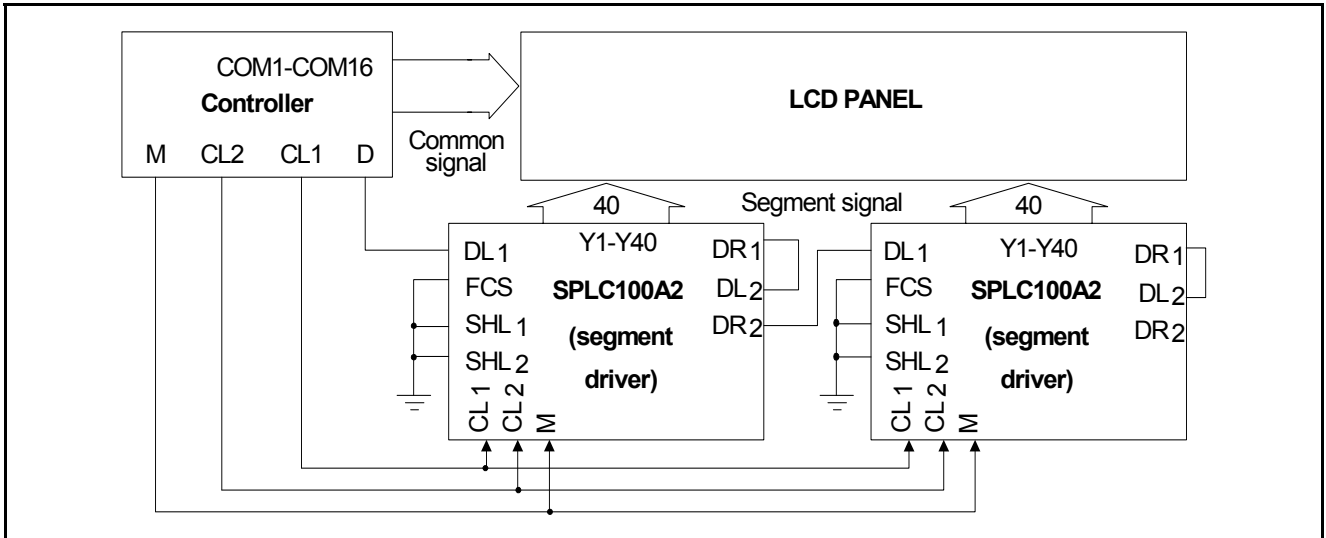 COM1-COM16
Controller
M CL2 CL1 D
Common
signal
LCD PANEL
40
Segment signal
40
DL1
FCS
SHL1
SHL2
CL1
CL2
M
Y1-Y40
SPLC100A2
(segment
driver)
DR1
DL2
DR2
DL1
FCS
SHL1
SHL2
CL1
CL2
M
Y1-Y40
SPLC100A2
(segment
driver)
DR1
DL2
DR2